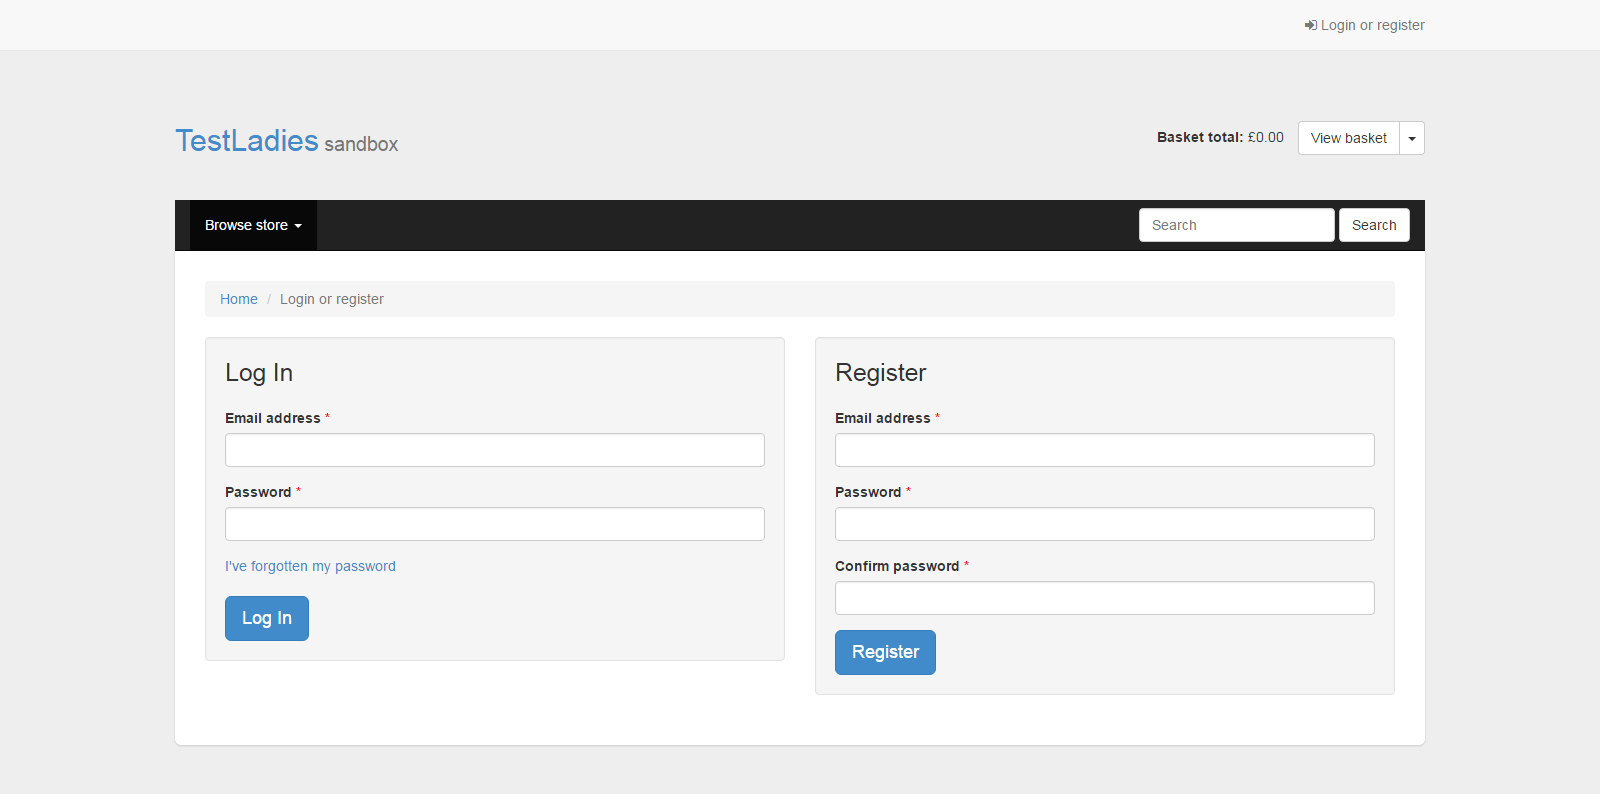 Login or register
TestLadies sandbox
Basket total: £0.00
View basket
Browse store
Search
Search
Home / Login or register
Log In
Email address *
Password *
I've forgotten my password
Log In
Register
Email address *
Password *
Confirm password *
Register